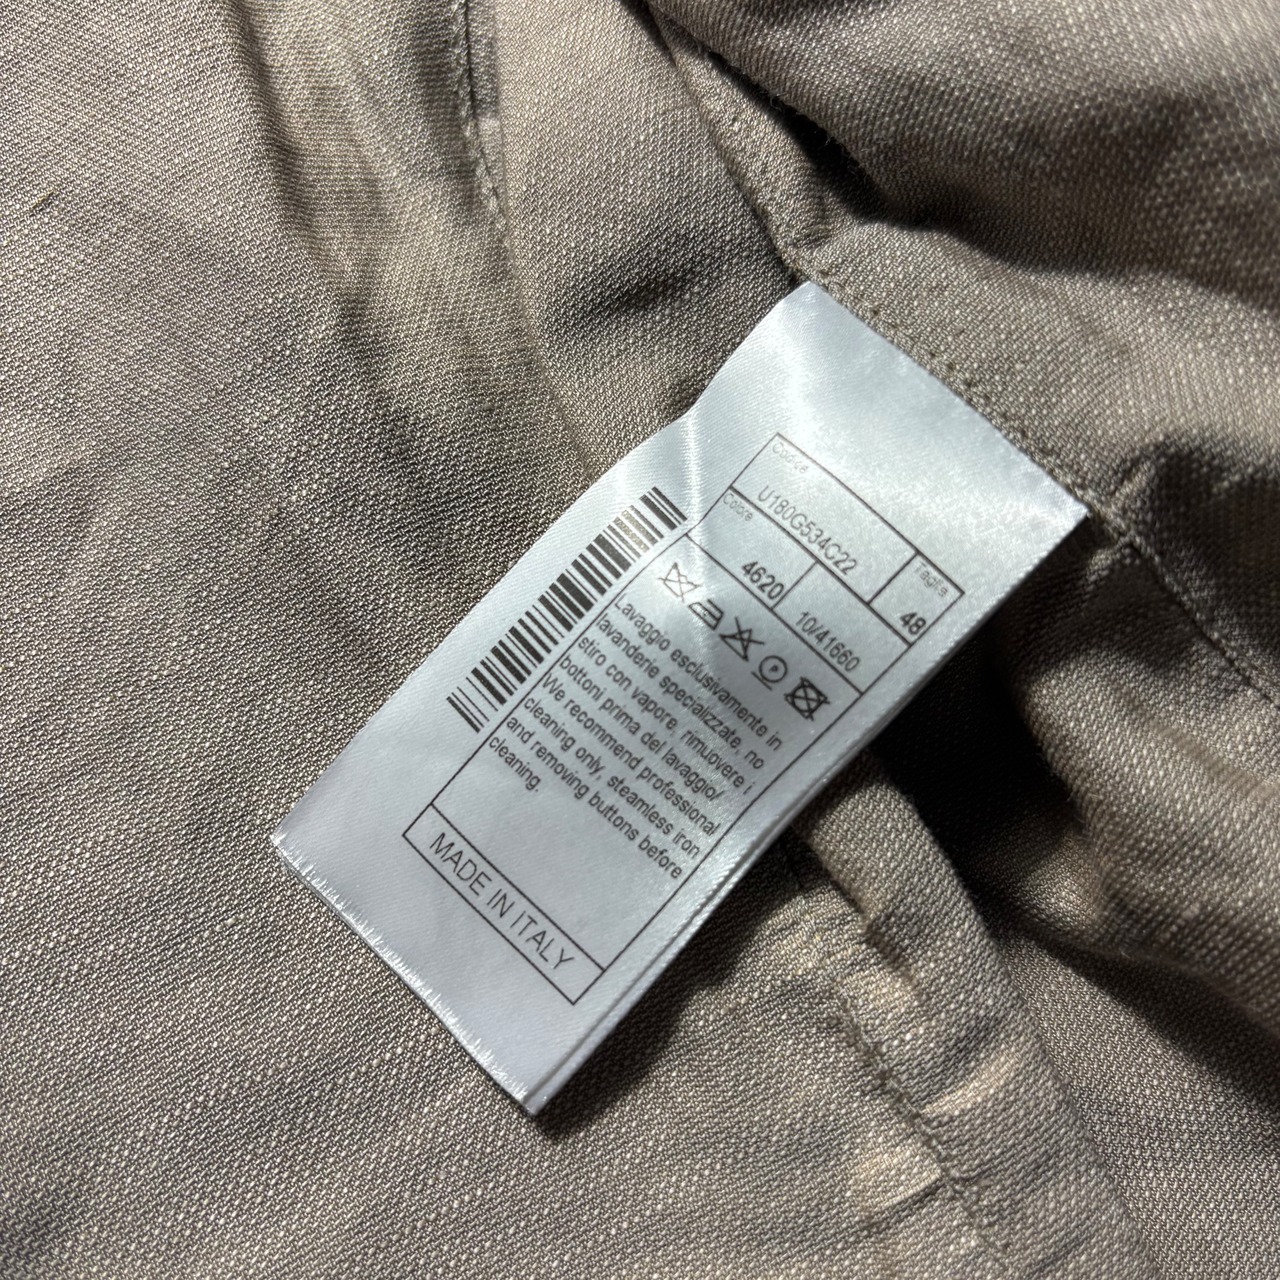 Codice
U180G534C22
Taglia
48
Colore
4620
10/41660
P
Lavaggio esclusivamente in
lavanderie specializzate, no
stiro con vapore, rimuovere i
bottoni prima del lavaggio/
We recommend professional
cleaning only, steamless iron
and removing buttons before
cleaning.
MADE IN ITALY